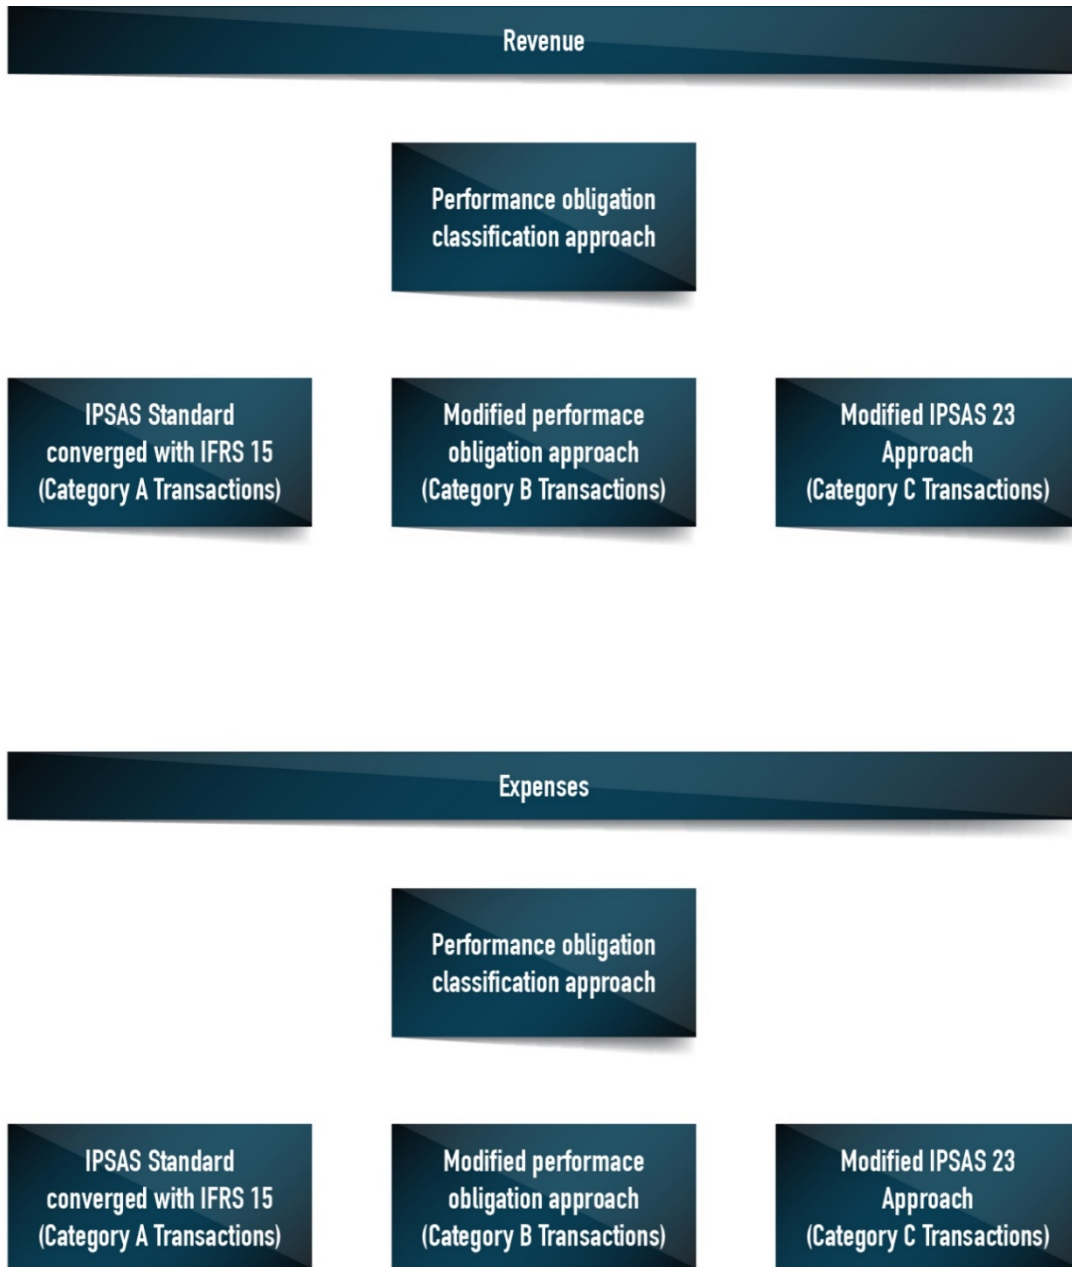 Revenue
Performance obligation
classification approach
IPSAS Standard
converged with IFRS 15
(Category A Transactions)
Modified performace
obligation approach
(Category B Transactions)
Modified IPSAS 23
Approach
(Category C Transactions)
Expenses
Performance obligation
classification approach
IPSAS Standard
converged with IFRS 15
(Category A Transactions)
Modified performace
obligation approach
(Category B Transactions)
Modified IPSAS 23
Approach
(Category C Transactions)